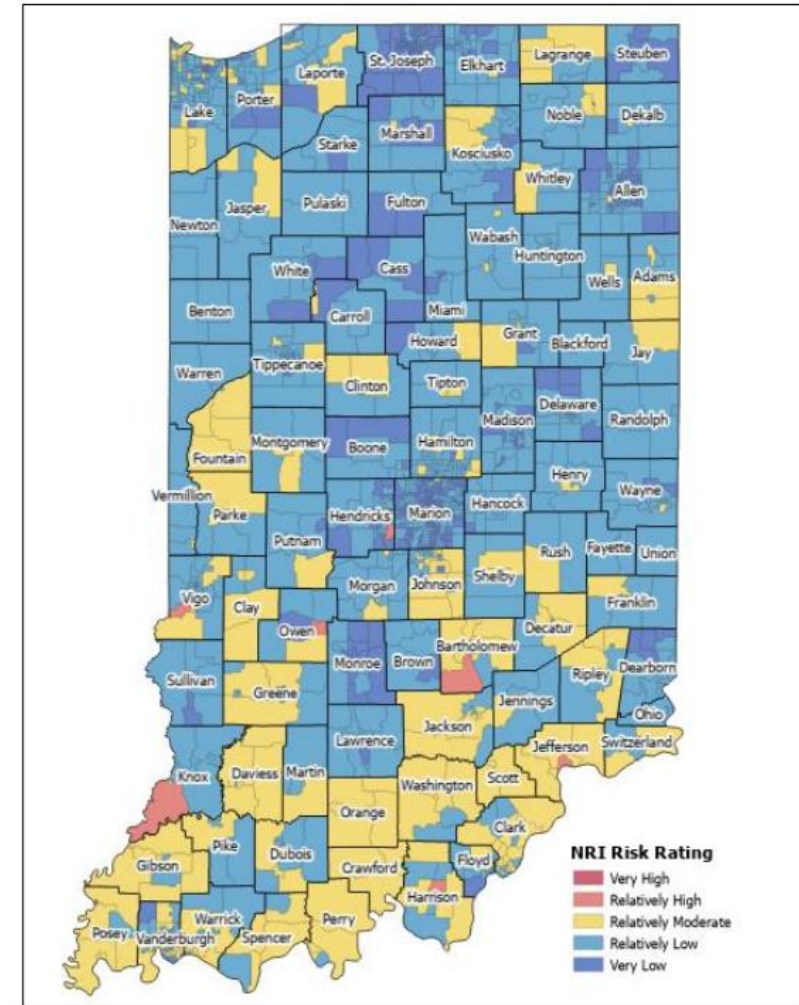 St. Joseph
Lagrange
Steuben
Elkhart
Laporte
Lake
Porter
Noble
Dekalb
Marshall
Starke
Kosciusko
Whitley
Allen
Pulaski
Fulton
Jasper
Newton
Wabash
Huntington
White
Cass
Wells
Adams
Benton
Carroll
Miami
Howard
Grant
Blackford
Jay
Tippecanoe
Warren
Clinton
Tipton
Delaware
Madison
Randolph
Montgomery
Boone
Hamilton
Fountain
Henry
Wayne
Vermillion
Parke
Hendricks
Marion
Hancock
Putnam
Rush
Fayette
Union
Vigo
Morgan
Johnson
Shelby
Clay
Franklin
Owen
Decatur
Bartholomew
Monroe
Brown
Ripley
Dearborn
Sullivan
Greene
Jennings
Ohio
Jackson
Lawrence
Jefferson
Switzerland
Knox
Daviess
Martin
Washington
Scott
Orange
Clark
Pike
Dubois
Floyd
Gibson
Crawford
Harrison
Warrick
Posey
Vanderburgh
Spencer
Perry
NRI Risk Rating
Very High
Relatively High
Relatively Moderate
Relatively Low
Very Low